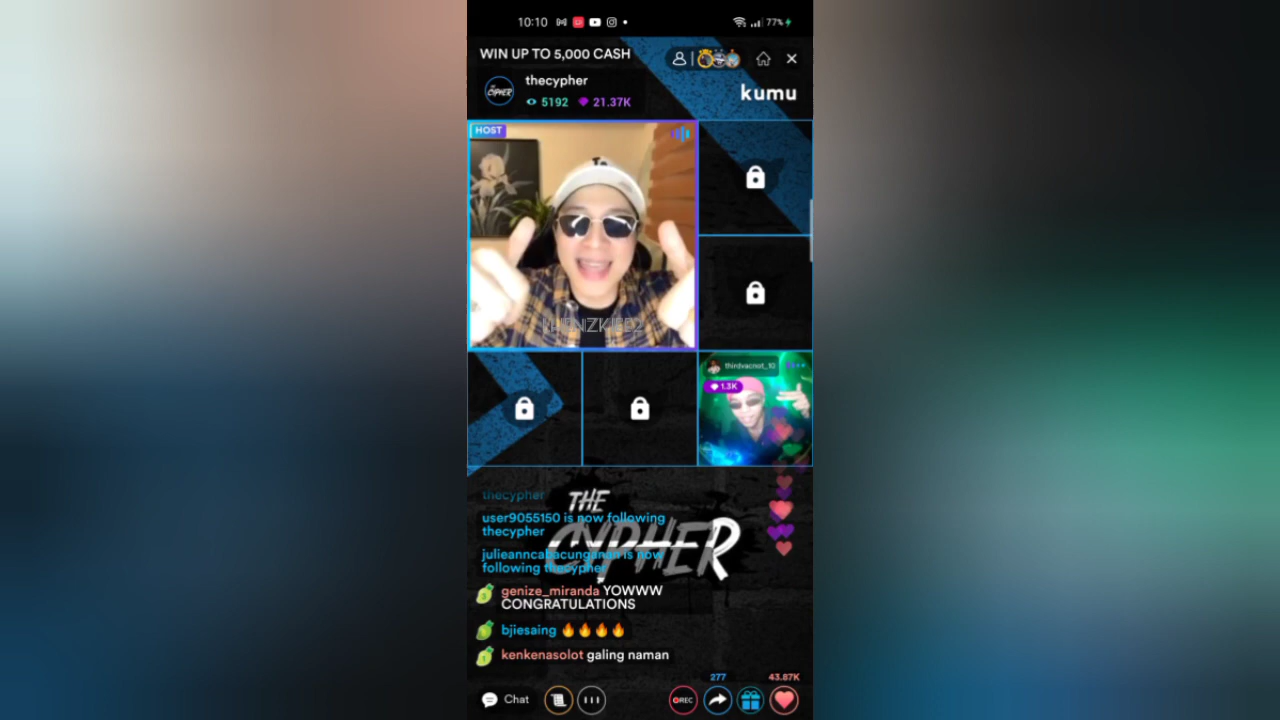 10:10
77%
WIN UP TO 5,000 CASH
thecypher
5192 21.37K
kumu
HOST
CYPHER
thirdvacnot_10
1.3K
thecypher
THE
CYPHER
user9055150 is now following
thecypher
julieanncabacunganan is now
following thecypher
genize_miranda YOWWW
CONGRATULATIONS
bjiesaing 🔥🔥🔥🔥
kenkenasolot galing naman
277
43.87K
Chat
REC